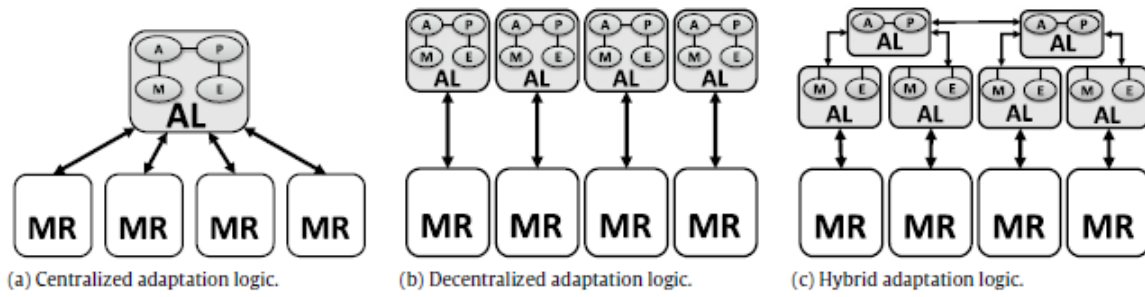 A P A P A P A P A P A P A P
M E M E M E M E M E AL AL
AL AL AL AL AL M E M E M E M E
AL AL AL AL
MR MR MR MR MR MR MR MR MR MR MR MR
(a) Centralized adaptation logic. (b) Decentralized adaptation logic. (c) Hybrid adaptation logic.